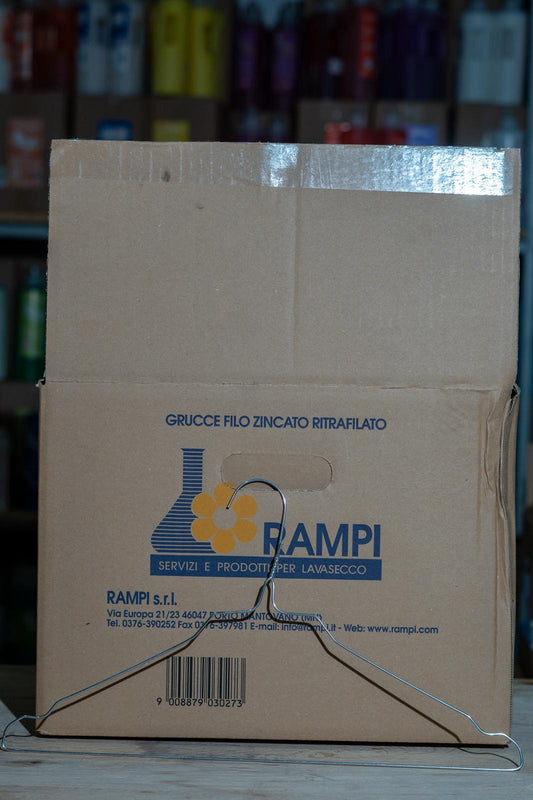 GRUCCE FILO ZINCATO RITRAFILATO
RAMPI
SERVIZI E PRODOTTI PER LAVASECCO
RAMPI s.r.l.
Via Europa 21/23 46047 PORTO MANTOVANO (MN)
Tel. 0376-390252 Fax 0376-397981 E-mail: info@rampi.it - Web: www.rampi.com
9 008879 030273